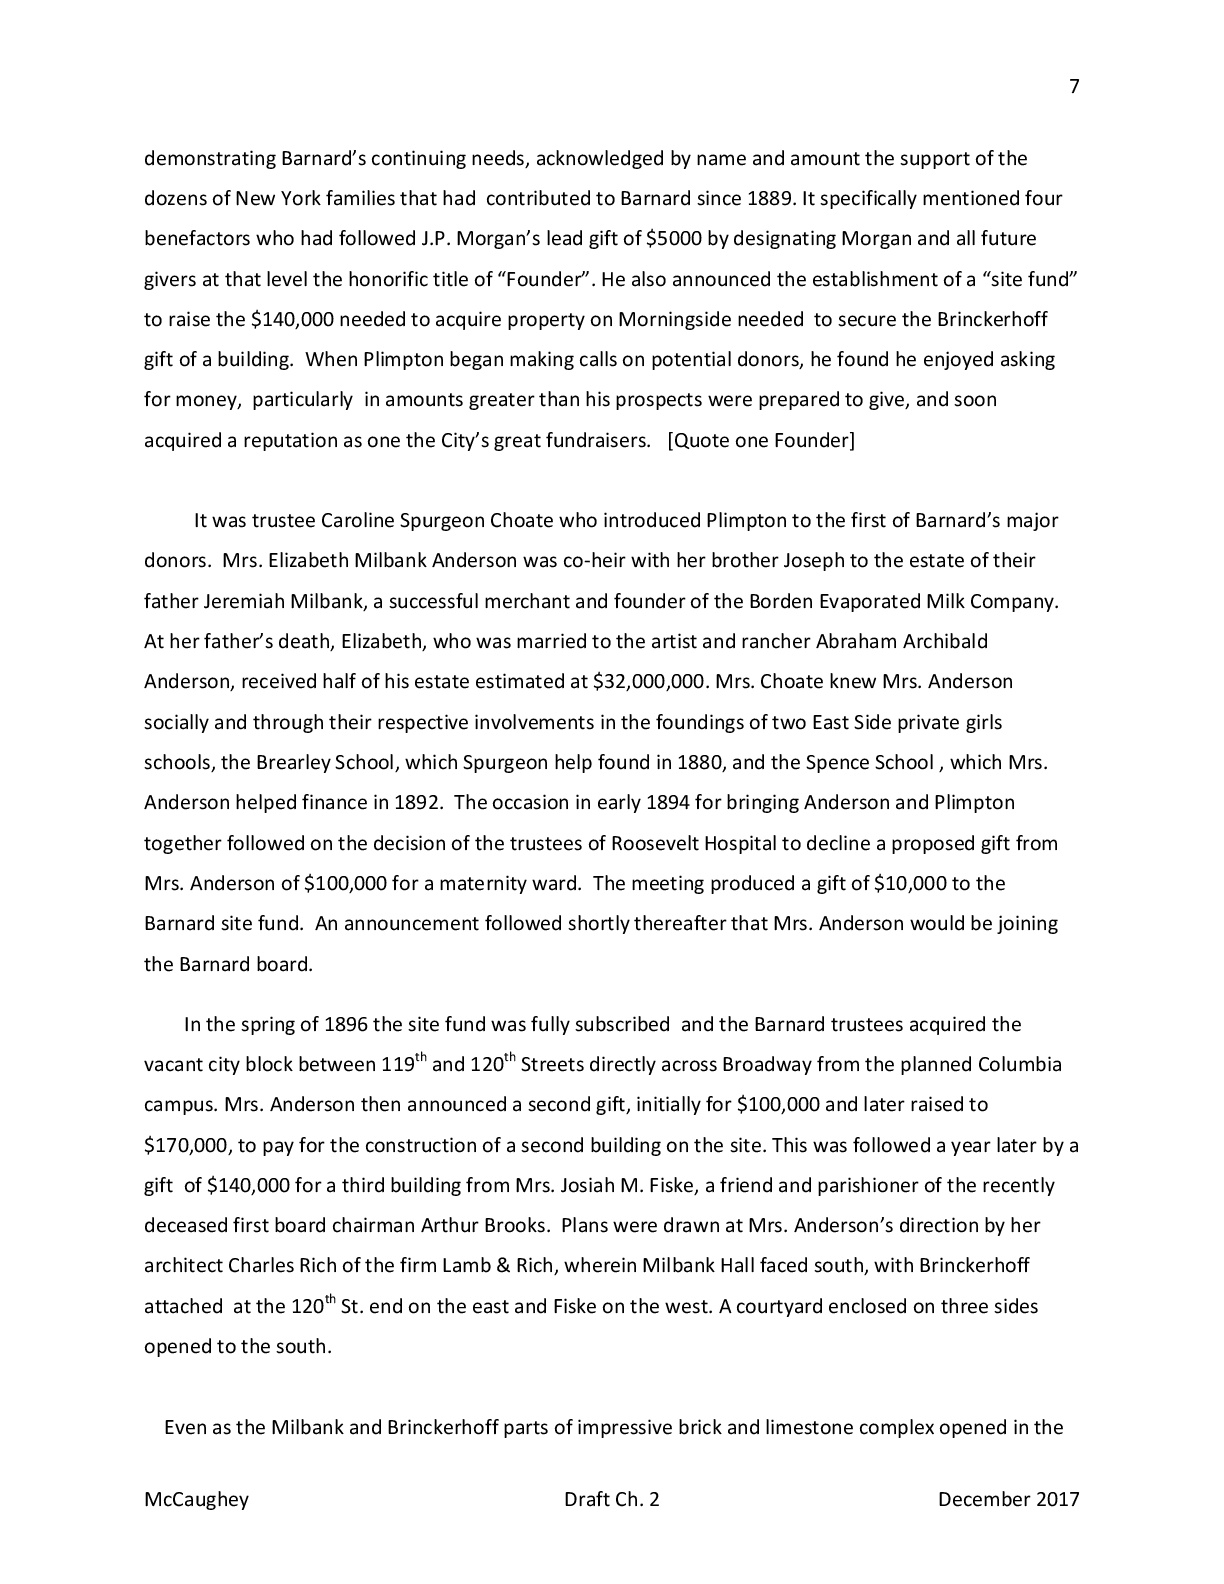 7
demonstrating Barnard’s continuing needs, acknowledged by name and amount the support of the
dozens of New York families that had  contributed to Barnard since 1889. It specifically mentioned four
benefactors who had followed J.P. Morgan’s lead gift of $5000 by designating Morgan and all future
givers at that level the honorific title of “Founder”. He also announced the establishment of a “site fund”
to raise the $140,000 needed to acquire property on Morningside needed  to secure the Brinckerhoff
gift of a building.  When Plimpton began making calls on potential donors, he found he enjoyed asking
for money,  particularly  in amounts greater than his prospects were prepared to give, and soon
acquired a reputation as one the City’s great fundraisers.   [Quote one Founder]
It was trustee Caroline Spurgeon Choate who introduced Plimpton to the first of Barnard’s major
donors.  Mrs. Elizabeth Milbank Anderson was co-heir with her brother Joseph to the estate of their
father Jeremiah Milbank, a successful merchant and founder of the Borden Evaporated Milk Company.
At her father’s death, Elizabeth, who was married to the artist and rancher Abraham Archibald
Anderson, received half of his estate estimated at $32,000,000. Mrs. Choate knew Mrs. Anderson
socially and through their respective involvements in the foundings of two East Side private girls
schools, the Brearley School, which Spurgeon help found in 1880, and the Spence School , which Mrs.
Anderson helped finance in 1892.  The occasion in early 1894 for bringing Anderson and Plimpton
together followed on the decision of the trustees of Roosevelt Hospital to decline a proposed gift from
Mrs. Anderson of $100,000 for a maternity ward.  The meeting produced a gift of $10,000 to the
Barnard site fund.  An announcement followed shortly thereafter that Mrs. Anderson would be joining
the Barnard board.
In the spring of 1896 the site fund was fully subscribed  and the Barnard trustees acquired the
vacant city block between 119th and 120th Streets directly across Broadway from the planned Columbia
campus. Mrs. Anderson then announced a second gift, initially for $100,000 and later raised to
$170,000, to pay for the construction of a second building on the site. This was followed a year later by a
gift  of $140,000 for a third building from Mrs. Josiah M. Fiske, a friend and parishioner of the recently
deceased first board chairman Arthur Brooks.  Plans were drawn at Mrs. Anderson’s direction by her
architect Charles Rich of the firm Lamb & Rich, wherein Milbank Hall faced south, with Brinckerhoff
attached  at the 120th St. end on the east and Fiske on the west. A courtyard enclosed on three sides
opened to the south.
Even as the Milbank and Brinckerhoff parts of impressive brick and limestone complex opened in the
McCaughey Draft Ch. 2 December 2017